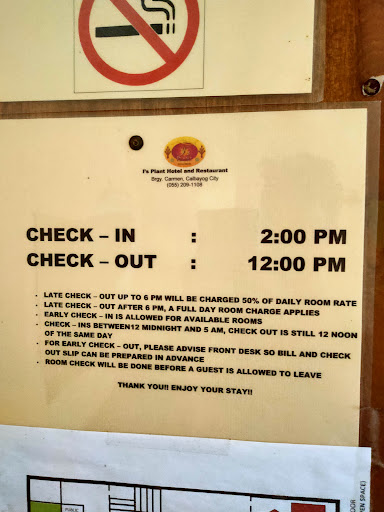 I's Plant Hotel and Restaurant
Brgy. Carmen, Calbayog City
(055) 209-1108
CHECK – IN : 2:00 PM
CHECK – OUT : 12:00 PM
- LATE CHECK – OUT UP TO 6 PM WILL BE CHARGED 50% OF DAILY ROOM RATE
- LATE CHECK – OUT AFTER 6 PM, A FULL DAY ROOM CHARGE APPLIES
- EARLY CHECK – IN IS ALLOWED FOR AVAILABLE ROOMS
- CHECK – INS BETWEEN12 MIDNIGHT AND 5 AM, CHECK OUT IS STILL 12 NOON
OF THE SAME DAY
- FOR EARLY CHECK – OUT, PLEASE ADVISE FRONT DESK SO BILL AND CHECK
OUT SLIP CAN BE PREPARED IN ADVANCE
- ROOM CHECK WILL BE DONE BEFORE A GUEST IS ALLOWED TO LEAVE
THANK YOU!! ENJOY YOUR STAY!!
PUBLIC